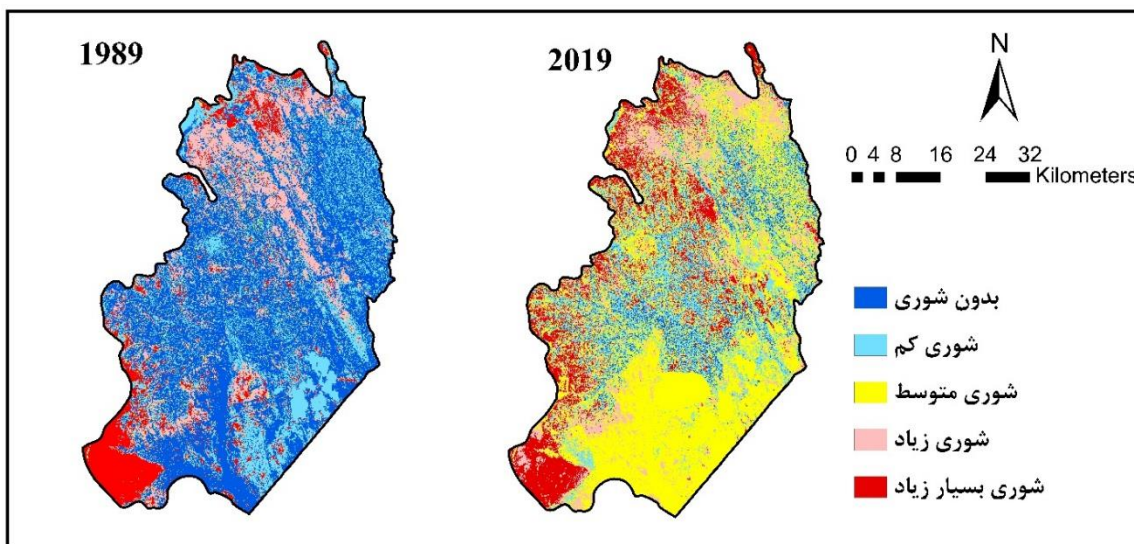 1989
2019
N
0 4 8 16 24 32
Kilometers
بدون شوری
شوری کم
شوری متوسط
شوری زیاد
شوری بسیار زیاد